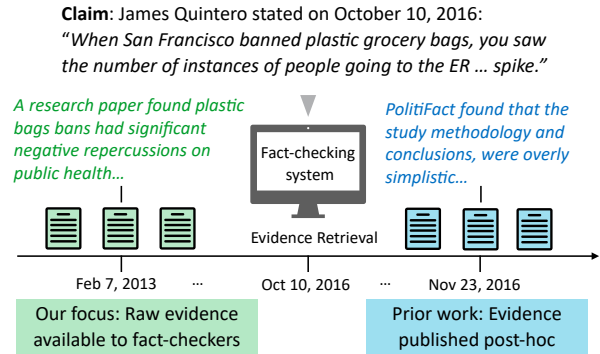 Claim: James Quintero stated on October 10, 2016:
“When San Francisco banned plastic grocery bags, you saw
the number of instances of people going to the ER ... spike.”
A research paper found plastic
bags bans had significant
negative repercussions on
public health...
Fact-checking
system
PolitiFact found that the
study methodology and
conclusions, were overly
simplistic...
Evidence Retrieval
Feb 7, 2013 ... Oct 10, 2016 ... Nov 23, 2016
Our focus: Raw evidence
available to fact-checkers
Prior work: Evidence
published post-hoc